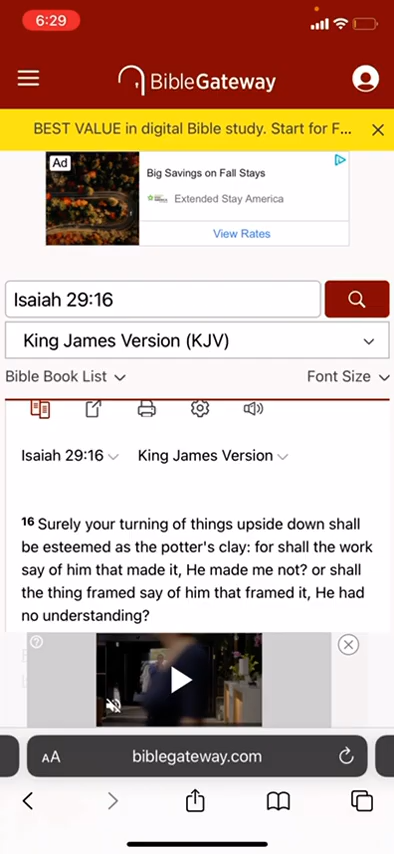 6:29
BibleGateway
BEST VALUE in digital Bible study. Start for F...
Ad
Big Savings on Fall Stays
Extended Stay America
View Rates
Isaiah 29:16
King James Version (KJV)
Bible Book List
Font Size
Isaiah 29:16 King James Version
16 Surely your turning of things upside down shall
be esteemed as the potter's clay: for shall the work
say of him that made it, He made me not? or shall
the thing framed say of him that framed it, He had
no understanding?
AA
biblegateway.com